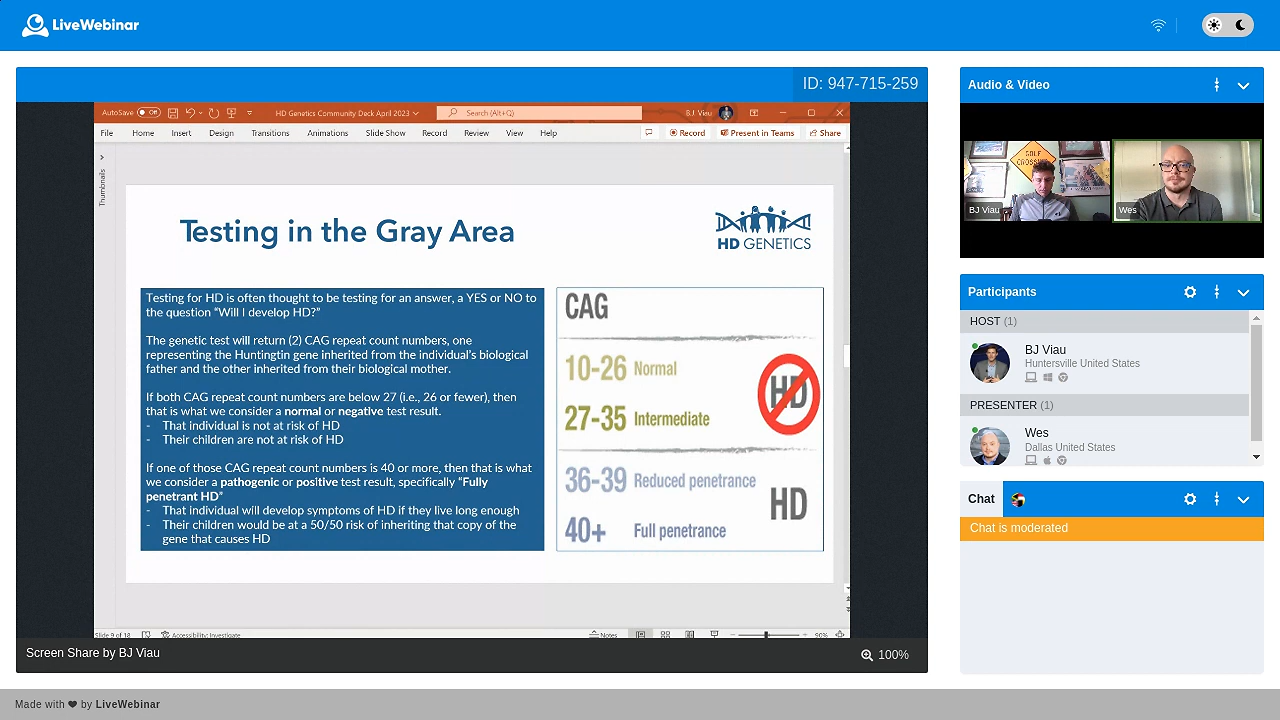 LiveWebinar
ID: 947-715-259
AutoSave Off
HD Genetics Community Deck April 2023
Search (Alt+Q)
BJ Viau
File Home Insert Design Transitions Animations Slide Show Record Review View Help
Record Present in Teams Share
Thumbnails
Testing in the Gray Area
HD GENETICS
Testing for HD is often thought to be testing for an answer, a YES or NO to
the question “Will I develop HD?”
The genetic test will return (2) CAG repeat count numbers, one
representing the Huntingtin gene inherited from the individual’s biological
father and the other inherited from their biological mother.
If both CAG repeat count numbers are below 27 (i.e., 26 or fewer), then
that is what we consider a normal or negative test result.
- That individual is not at risk of HD
- Their children are not at risk of HD
If one of those CAG repeat count numbers is 40 or more, then that is what
we consider a pathogenic or positive test result, specifically “Fully
penetrant HD”
- That individual will develop symptoms of HD if they live long enough
- Their children would be at a 50/50 risk of inheriting that copy of the
gene that causes HD
CAG
10-26 Normal
HD
27-35 Intermediate
36-39 Reduced penetrance
HD
40+ Full penetrance
Slide 9 of 18 Accessibility: Investigate
Notes
90%
Screen Share by BJ Viau
100%
Audio & Video
GOLF
CROSSING
BJ Viau
Wes
Participants
HOST (1)
BJ Viau
Huntersville United States
PRESENTER (1)
Wes
Dallas United States
Chat
Chat is moderated
Made with ❤ by LiveWebinar